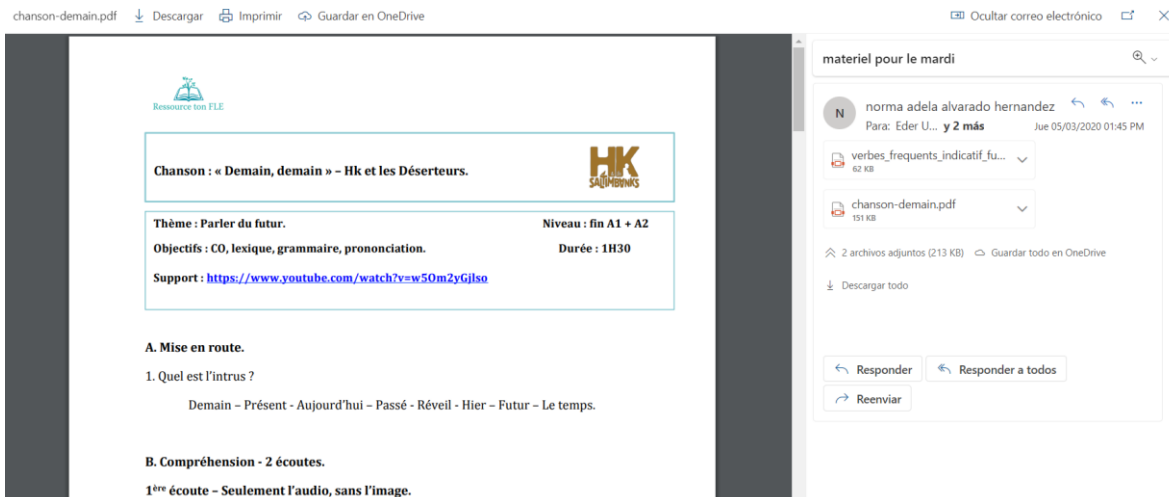 chanson-demain.pdf Descargar Imprimir Guardar en OneDrive
Ocultar correo electrónico
Ressource ton FLE
Chanson : « Demain, demain » – Hk et les Déserteurs.
HK
SALTIMBANKS
Thème : Parler du futur. Niveau : fin A1 + A2
Objectifs : CO, lexique, grammaire, prononciation. Durée : 1H30
Support : https://www.youtube.com/watch?v=w5Om2yGjlso
A. Mise en route.
1. Quel est l'intrus ?
Demain – Présent - Aujourd'hui – Passé - Réveil - Hier – Futur – Le temps.
B. Compréhension - 2 écoutes.
1ère écoute – Seulement l'audio, sans l'image.
materiel pour le mardi
N
norma adela alvarado hernandez
Para: Eder U... y 2 más Jue 05/03/2020 01:45 PM
verbes_frequents_indicatif_fu...
62 KB
chanson-demain.pdf
151 KB
2 archivos adjuntos (213 KB) Guardar todo en OneDrive
Descargar todo
Responder Responder a todos
Reenviar